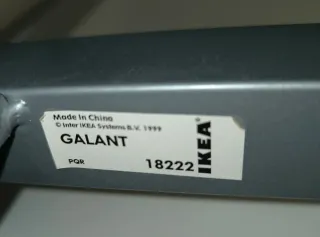 Made in China
© Inter IKEA Systems B.V. 1999
GALANT
PQR 18222
IKEA